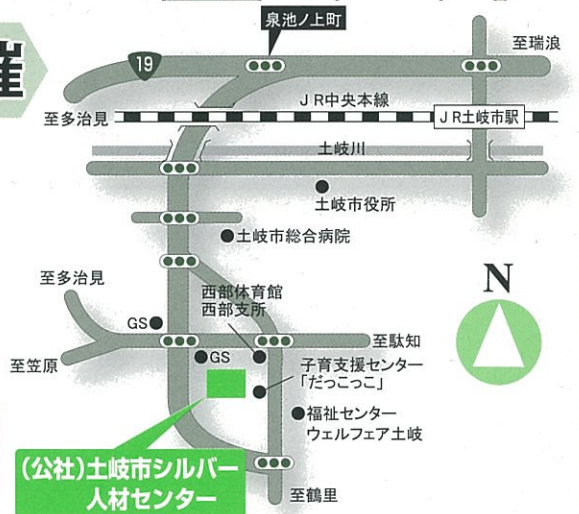 催
泉池ノ上町
至瑞浪
19
JR中央本線
至多治見
JR土岐市駅
土岐川
土岐市役所
土岐市総合病院
N
至多治見
西部体育館
西部支所
GS
至駄知
GS
至笠原
子育支援センター
「だっこっこ」
福祉センター
ウェルフェア土岐
(公社)土岐市シルバー
人材センター
至鶴里